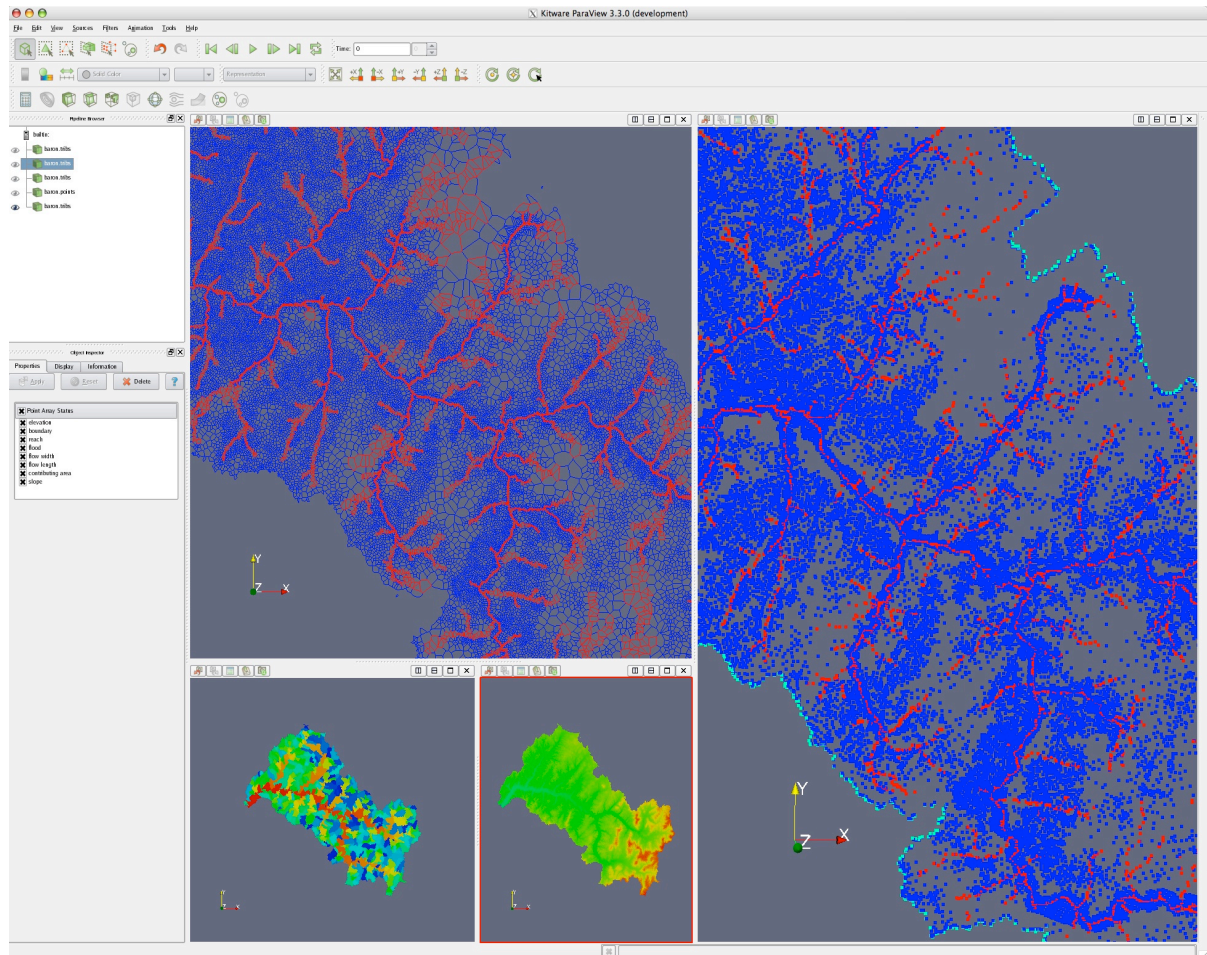 Kitware ParaView 3.3.0 (development)
File Edit View Sources Filters Animation Tools Help
Time: 0
Solid Color Representation
+X -X +Y -Y +Z -Z
Pipeline Browser
builtin:
baron.tribs
baron.tribs
baron.tribs
baron.points
baron.tribs
Object Inspector
Properties Display Information
Apply Reset Delete ?
Point Array Status
elevation
boundary
reach
flood
flow width
flow length
contributing area
slope
Y
Z X
Y
Z X
Y
Z X
Y
Z X